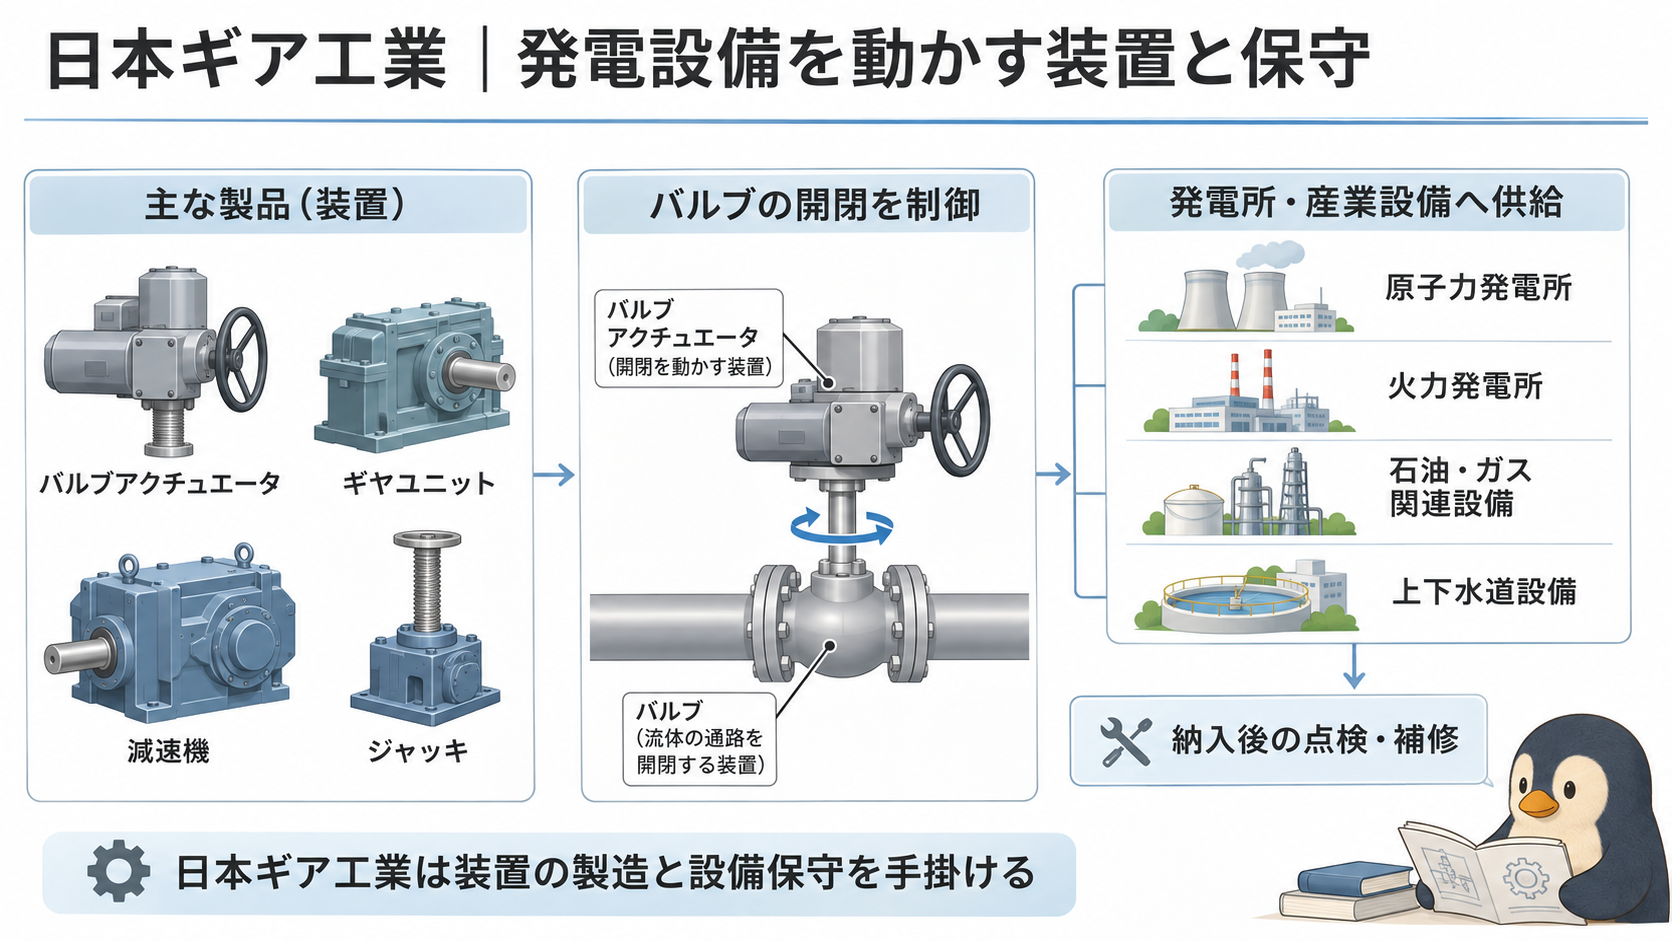 日本ギア工業｜発電設備を動かす装置と保守
主な製品（装置）
バルブアクチュエータ
ギヤユニット
減速機
ジャッキ
バルブの開閉を制御
バルブ
アクチュエータ
（開閉を動かす装置）
バルブ
（流体の通路を
開閉する装置）
発電所・産業設備へ供給
原子力発電所
火力発電所
石油・ガス
関連設備
上下水道設備
納入後の点検・補修
日本ギア工業は装置の製造と設備保守を手掛ける